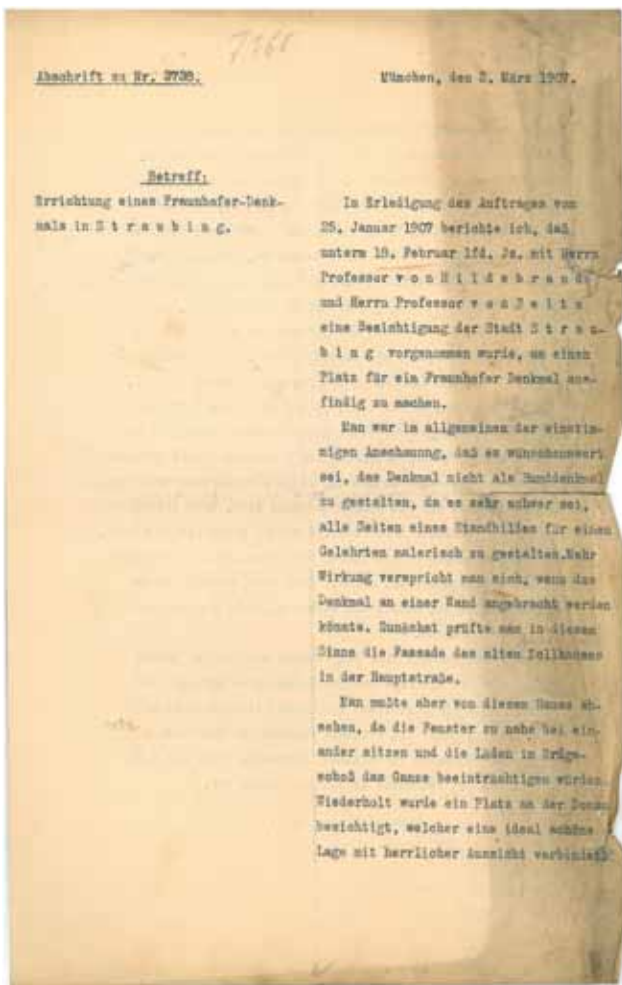 7168
Abschrift zu Nr. 3738.
München, den 2. März 1907.
Betreff:
Errichtung eines Fraunhofer-Denk-
mals in S t r a u b i n g.
In Erledigung des Auftrages vom
25. Januar 1907 berichte ich, daß
unterm 18. Februar lfd. Js. mit Herrn
Professor v o n H i l d e b r a n d
und Herrn Professor v o n
eine Besichtigung der Stadt S t r a u-
b i n g vorgenommen wurde, um einen
Platz für ein Fraunhofer Denkmal aus-
findig zu machen.
Man war im allgemeinen der einstim-
migen Anschauung, daß es wünschenswert
sei, das Denkmal nicht als Runddenkmal
zu gestalten, da es sehr schwer sei,
alle Seiten eines Standbildes für einen
Gelehrten malerisch zu gestalten. Mehr
Wirkung verspricht man sich, wenn das
Denkmal an einer Wand angebracht werden
könnte. Zunächst prüfte man in diesem
Sinne die Fassade des alten Zollhauses
in der Hauptstraße.
Man mußte aber von diesem Hause ab-
sehen, da die Fenster zu nahe bei ein-
ander sitzen und die Läden im Erdge-
schoß das Ganze beeinträchtigen würden.
Wiederholt wurde ein Platz an der Donau
besichtigt, welcher eine ideal schöne
Lage mit herrlicher Aussicht verbindet